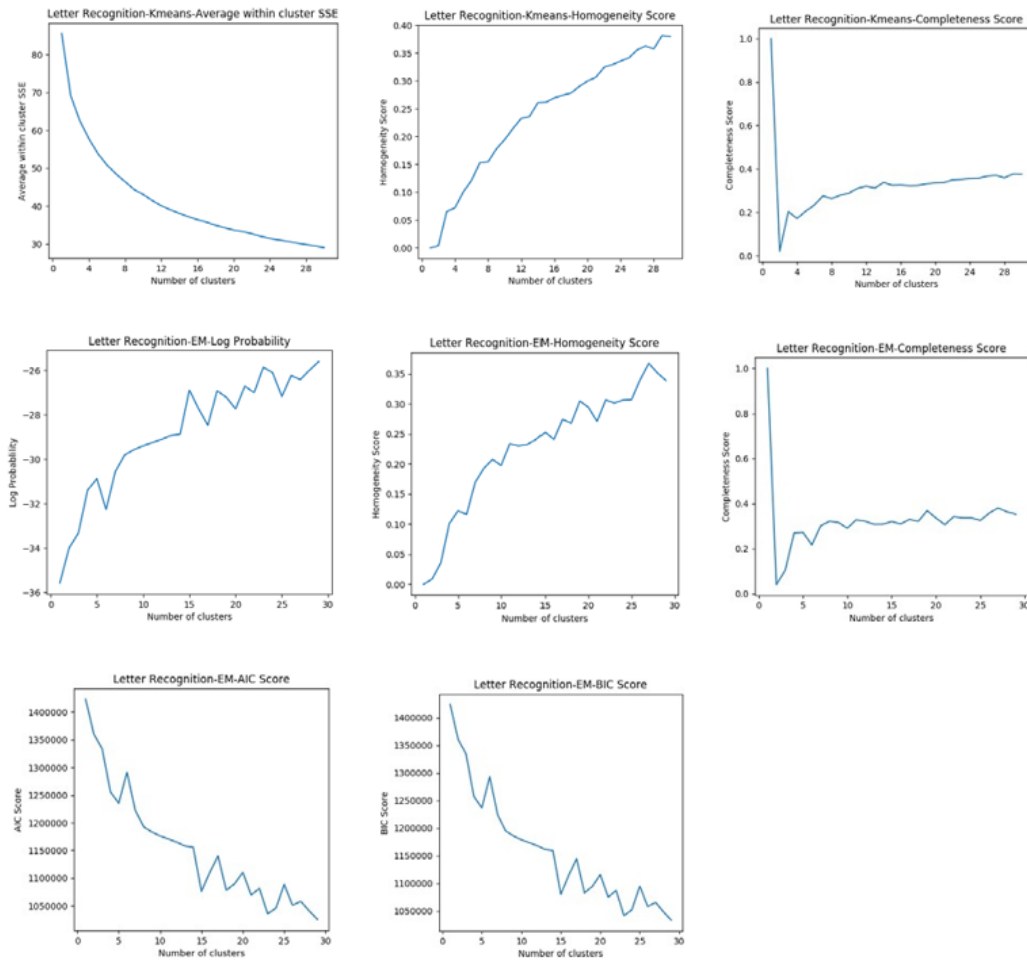 Letter Recognition-Kmeans-Average within cluster SSE
Average within cluster SSE
80
70
60
50
40
30
0 4 8 12 16 20 24 28
Number of clusters
Letter Recognition-Kmeans-Homogeneity Score
Homogeneity Score
0.40
0.35
0.30
0.25
0.20
0.15
0.10
0.05
0.00
0 4 8 12 16 20 24 28
Number of clusters
Letter Recognition-Kmeans-Completeness Score
Completeness Score
1.0
0.8
0.6
0.4
0.2
0.0
0 4 8 12 16 20 24 28
Number of clusters
Letter Recognition-EM-Log Probability
Log Probability
−26
−28
−30
−32
−34
−36
0 5 10 15 20 25 30
Number of clusters
Letter Recognition-EM-Homogeneity Score
Homogeneity Score
0.35
0.30
0.25
0.20
0.15
0.10
0.05
0.00
0 5 10 15 20 25 30
Number of clusters
Letter Recognition-EM-Completeness Score
Completeness Score
1.0
0.8
0.6
0.4
0.2
0.0
0 5 10 15 20 25 30
Number of clusters
Letter Recognition-EM-AIC Score
AIC Score
1400000
1350000
1300000
1250000
1200000
1150000
1100000
1050000
0 5 10 15 20 25 30
Number of clusters
Letter Recognition-EM-BIC Score
BIC Score
1400000
1350000
1300000
1250000
1200000
1150000
1100000
1050000
0 5 10 15 20 25 30
Number of clusters